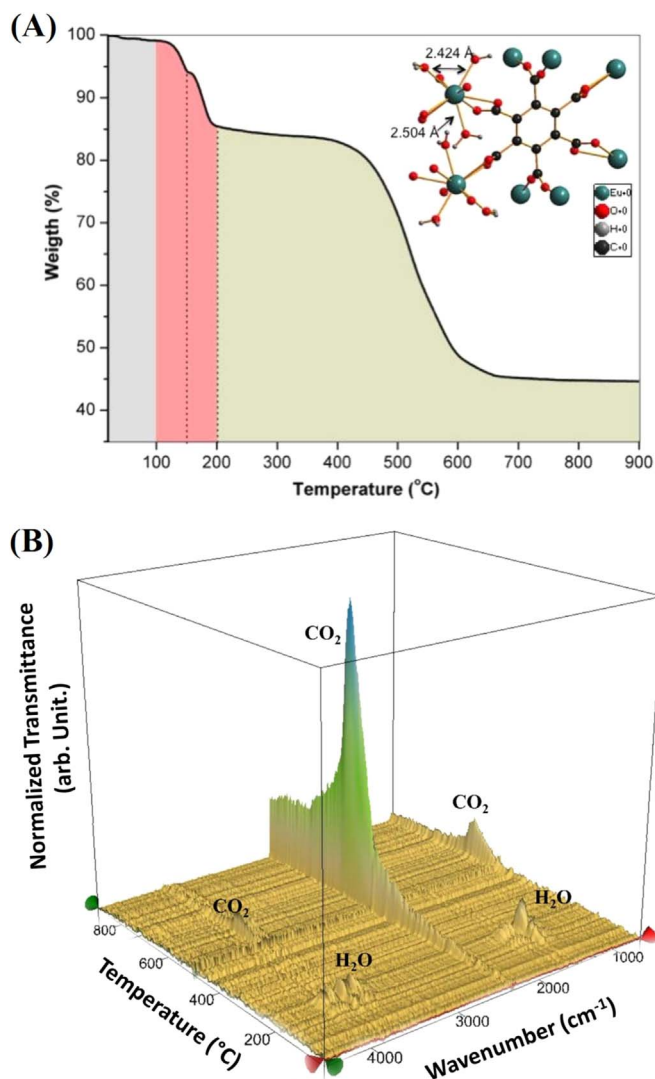 (A)
100
90
80
70
60
50
40
Weigth (%)
100 200 300 400 500 600 700 800 900
Temperature (°C)
2.424 Å
2.504 Å
Eu+0
O+0
H+0
C+0
(B)
Normalized Transmittance
(arb. Unit.)
CO₂
CO₂
CO₂
H₂O
H₂O
800
600
400
200
Temperature (°C)
4000
3000
2000
1000
Wavenumber (cm⁻¹)